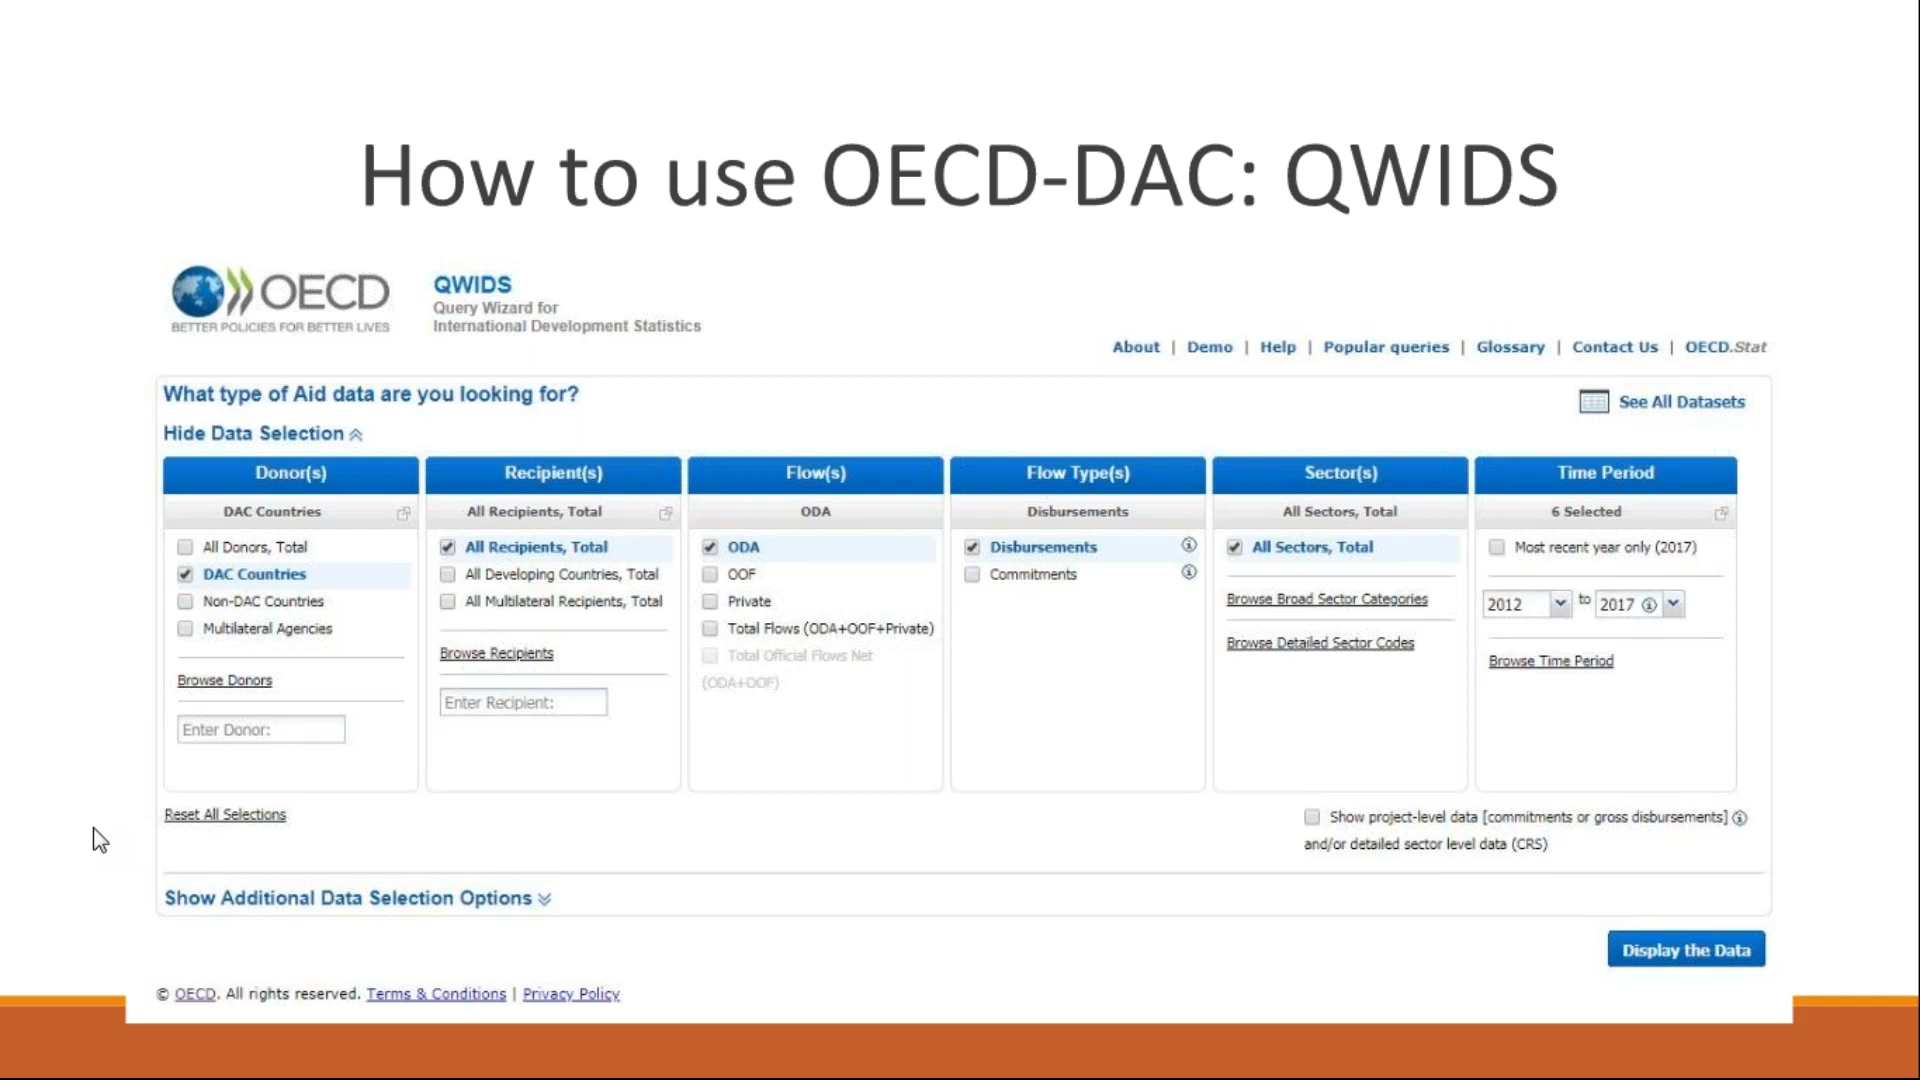 How to use OECD-DAC: QWIDS
OECD
BETTER POLICIES FOR BETTER LIVES
QWIDS
Query Wizard for
International Development Statistics
About | Demo | Help | Popular queries | Glossary | Contact Us | OECD.Stat
What type of Aid data are you looking for?
See All Datasets
Hide Data Selection
Donor(s)
DAC Countries
All Donors, Total
DAC Countries
Non-DAC Countries
Multilateral Agencies
Browse Donors
Enter Donor:
Recipient(s)
All Recipients, Total
All Recipients, Total
All Developing Countries, Total
All Multilateral Recipients, Total
Browse Recipients
Enter Recipient:
Flow(s)
ODA
ODA
OOF
Private
Total Flows (ODA+OOF+Private)
Total Official Flows Net
(ODA+OOF)
Flow Type(s)
Disbursements
Disbursements
Commitments
Sector(s)
All Sectors, Total
All Sectors, Total
Browse Broad Sector Categories
Browse Detailed Sector Codes
Time Period
6 Selected
Most recent year only (2017)
2012 to 2017
Browse Time Period
Reset All Selections
Show project-level data [commitments or gross disbursements]
and/or detailed sector level data (CRS)
Show Additional Data Selection Options
Display the Data
© OECD. All rights reserved. Terms & Conditions | Privacy Policy